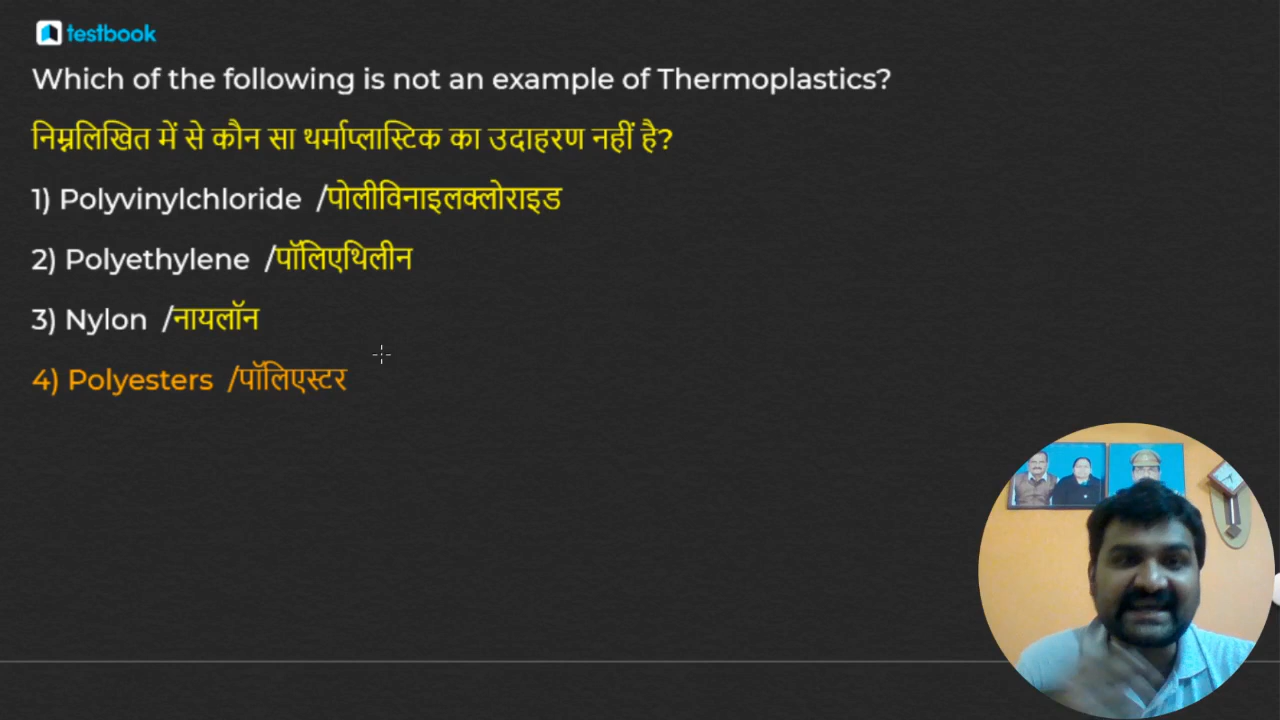 testbook
Which of the following is not an example of Thermoplastics?
निम्नलिखित में से कौन सा थर्माप्लास्टिक का उदाहरण नहीं है?
1) Polyvinylchloride /पोलीविनाइलक्लोराइड
2) Polyethylene /पॉलिएथिलीन
3) Nylon /नायलॉन
4) Polyesters /पॉलिएस्टर